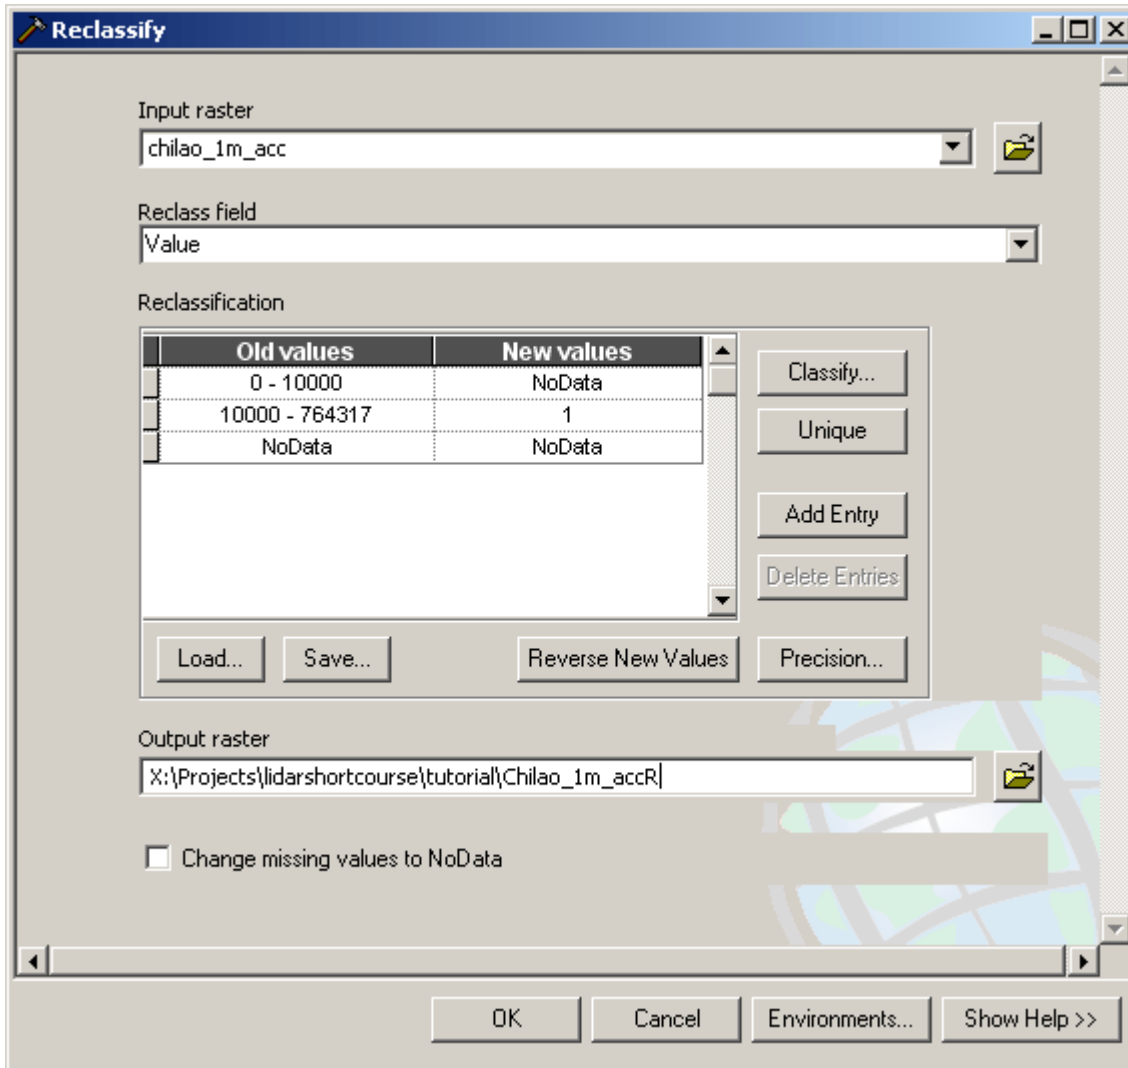 Reclassify
Input raster
chilao_1m_acc
Reclass field
Value
Reclassification
Old values New values
0 - 10000 NoData
10000 - 764317 1
NoData NoData
Classify...
Unique
Add Entry
Delete Entries
Load... Save... Reverse New Values Precision...
Output raster
X:\Projects\lidarshortcourse\tutorial\Chilao_1m_accR
Change missing values to NoData
OK Cancel Environments... Show Help >>